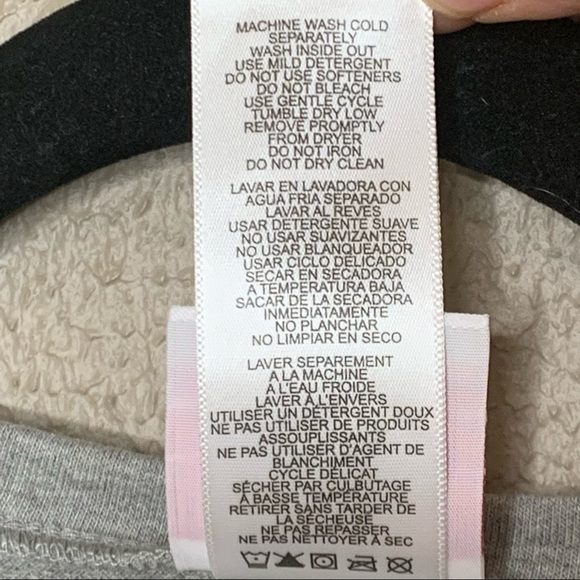 MACHINE WASH COLD
SEPARATELY
WASH INSIDE OUT
USE MILD DETERGENT
DO NOT USE SOFTENERS
DO NOT BLEACH
USE GENTLE CYCLE
TUMBLE DRY LOW
REMOVE PROMPTLY
FROM DRYER
DO NOT IRON
DO NOT DRY CLEAN
LAVAR EN LAVADORA CON
AGUA FRIA SEPARADO
LAVAR AL REVES
USAR DETERGENTE SUAVE
NO USAR SUAVIZANTES
NO USAR BLANQUEADOR
USAR CICLO DELICADO
SECAR EN SECADORA
A TEMPERATURA BAJA
SACAR DE LA SECADORA
INMEDIATAMENTE
NO PLANCHAR
NO LIMPIAR EN SECO
LAVER SEPAREMENT
À LA MACHINE
À L'EAU FROIDE
LAVER À L'ENVERS
UTILISER UN DÉTERGENT DOUX
NE PAS UTILISER DE PRODUITS
ASSOUPLISSANTS
NE PAS UTILISER D'AGENT DE
BLANCHIMENT
CYCLE DÉLICAT
SÉCHER PAR CULBUTAGE
À BASSE TEMPÉRATURE
RETIRER SANS TARDER DE
LA SÉCHEUSE
NE PAS REPASSER
NE PAS NETTOYER À SEC